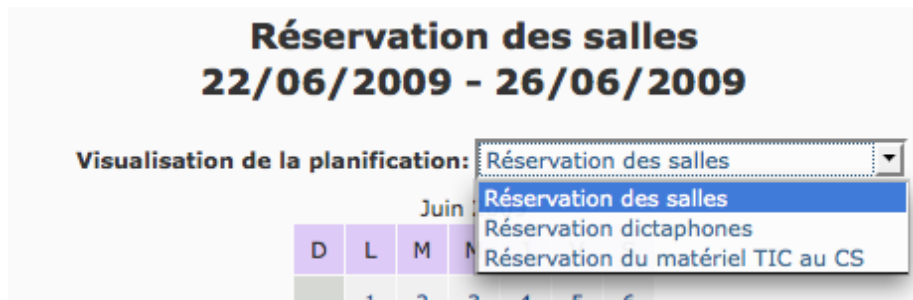 Réservation des salles
22/06/2009 - 26/06/2009
Visualisation de la planification: Réservation des salles
Réservation des salles
Réservation dictaphones
Réservation du matériel TIC au CS
Juin
D L M